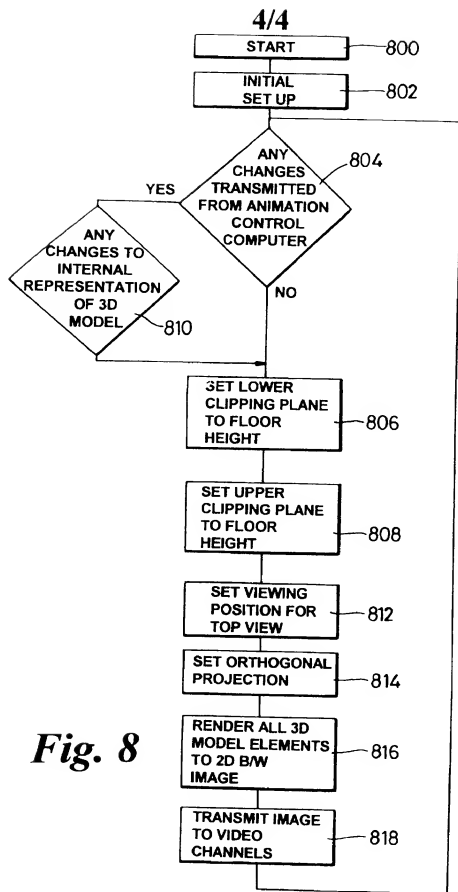 4/4
START
800
INITIAL
SET UP
802
ANY
CHANGES
TRANSMITTED
FROM ANIMATION
CONTROL
COMPUTER
804
YES
ANY
CHANGES TO
INTERNAL
REPRESENTATION
OF 3D
MODEL
810
NO
SET LOWER
CLIPPING PLANE
TO FLOOR
HEIGHT
806
SET UPPER
CLIPPING PLANE
TO FLOOR
HEIGHT
808
SET VIEWING
POSITION FOR
TOP VIEW
812
SET ORTHOGONAL
PROJECTION
814
RENDER ALL 3D
MODEL ELEMENTS
TO 2D B/W
IMAGE
816
TRANSMIT IMAGE
TO VIDEO
CHANNELS
818
Fig. 8